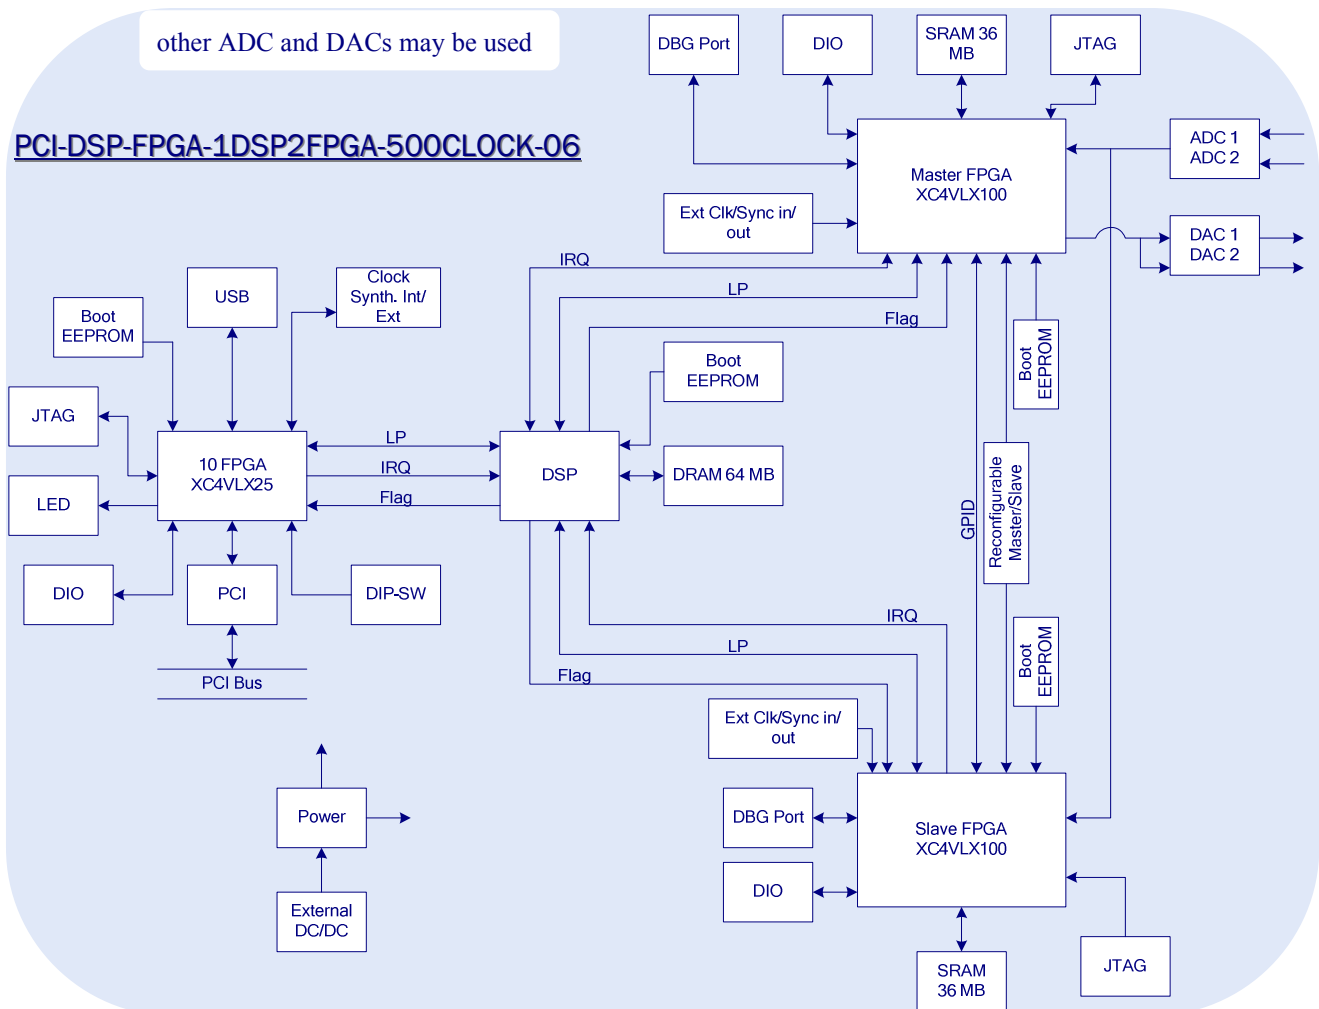 other ADC and DACs may be used
PCI-DSP-FPGA-1DSP2FPGA-500CLOCK-06
DBG Port
DIO
SRAM 36
MB
JTAG
ADC 1
ADC 2
Master FPGA
XC4VLX100
Ext Clk/Sync in/
out
DAC 1
DAC 2
IRQ
LP
Flag
USB
Clock
Synth. Int/
Ext
Boot
EEPROM
Boot
EEPROM
Boot
EEPROM
JTAG
LED
10 FPGA
XC4VLX25
LP
IRQ
Flag
DSP
DRAM 64 MB
GPID
Reconfigurable
Master/Slave
DIO
PCI
DIP-SW
PCI Bus
IRQ
LP
Flag
Boot
EEPROM
Ext Clk/Sync in/
out
Power
External
DC/DC
DBG Port
DIO
Slave FPGA
XC4VLX100
SRAM
36 MB
JTAG